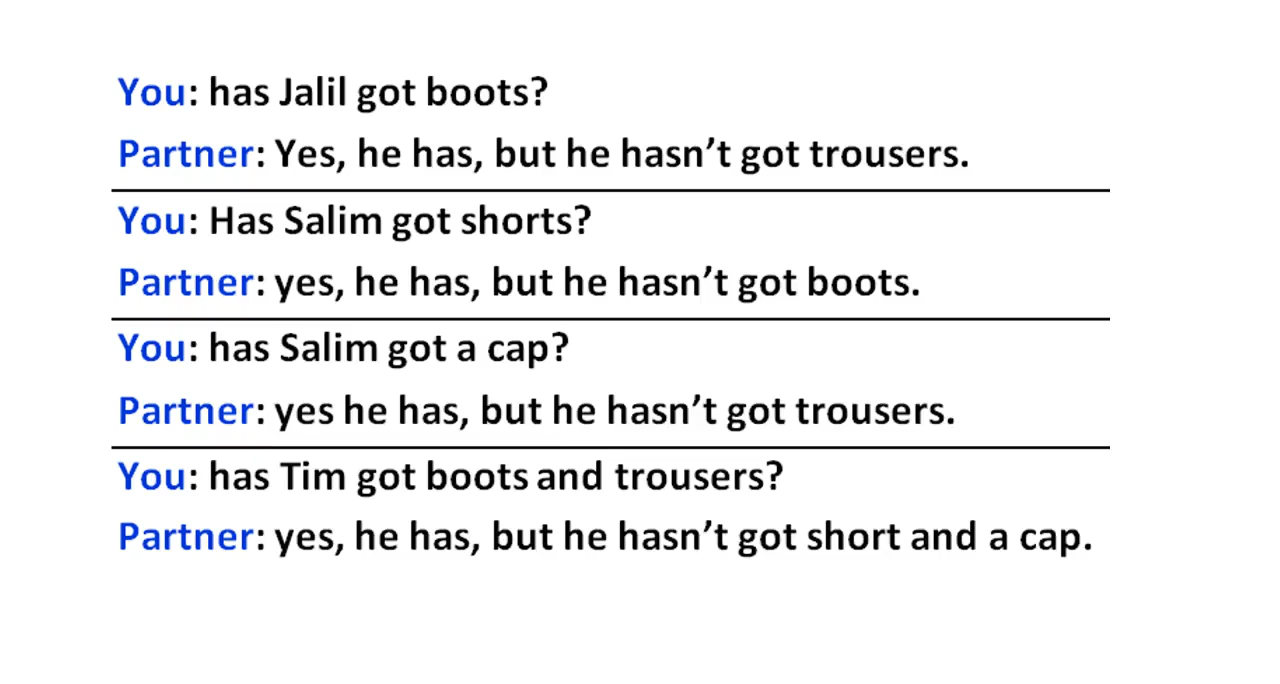 You: has Jalil got boots?
Partner: Yes, he has, but he hasn’t got trousers.
You: Has Salim got shorts?
Partner: yes, he has, but he hasn’t got boots.
You: has Salim got a cap?
Partner: yes he has, but he hasn’t got trousers.
You: has Tim got boots and trousers?
Partner: yes, he has, but he hasn’t got short and a cap.